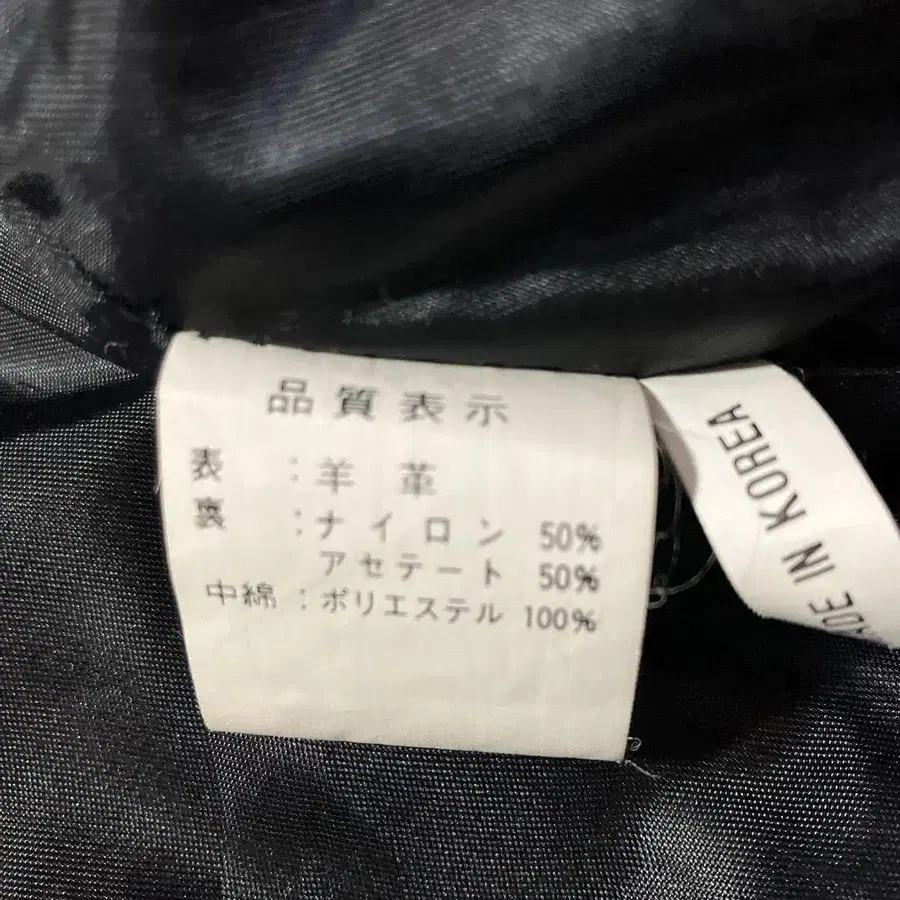 品質表示
表 : 羊 革
裏 : ナイロン 50%
アセテート 50%
中綿 : ポリエステル 100%
MADE IN KOREA